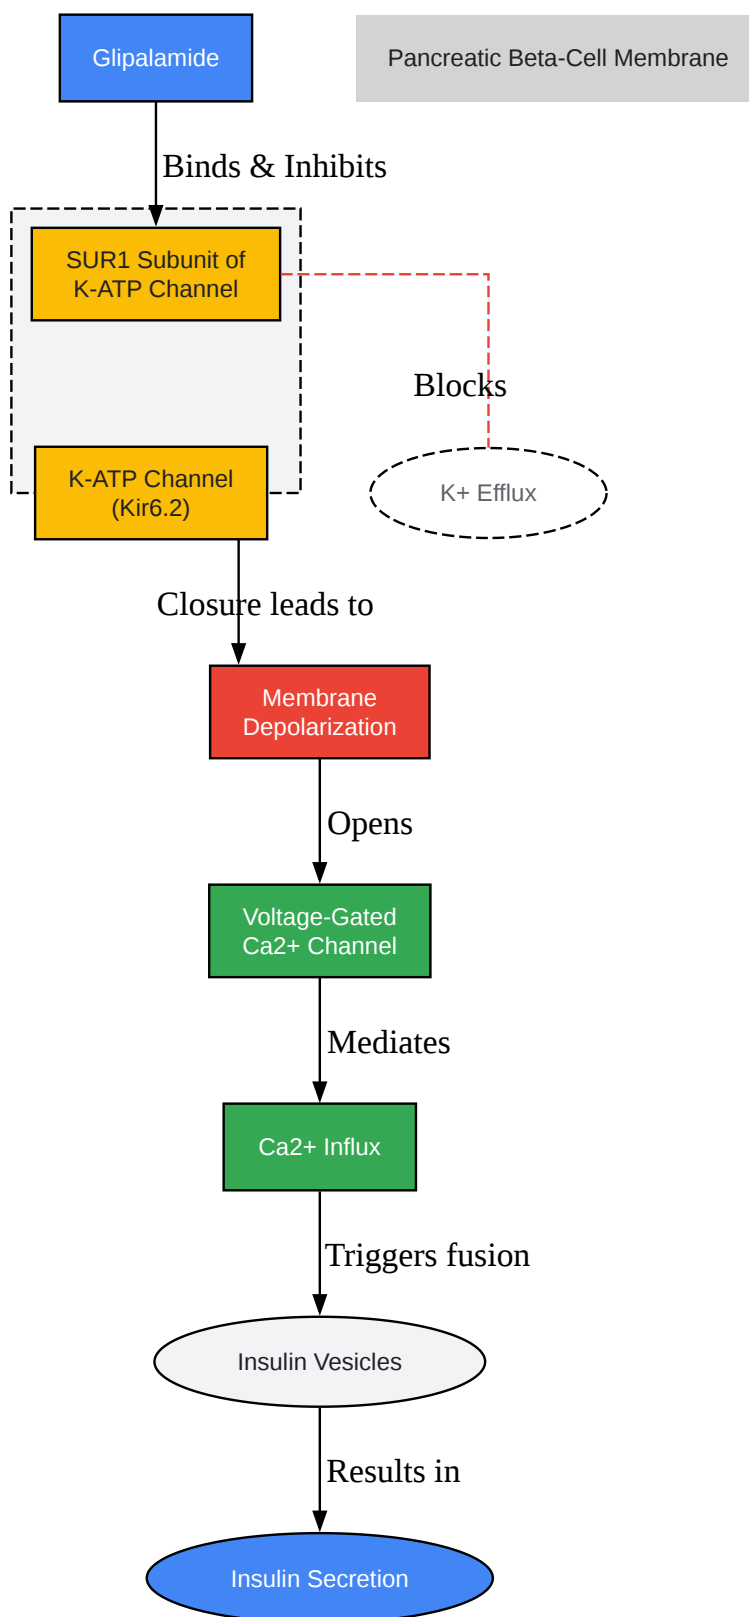 Glipalamide
Pancreatic Beta-Cell Membrane
Binds & Inhibits
SUR1 Subunit of
K-ATP Channel
Blocks
K-ATP Channel
(Kir6.2)
K+ Efflux
Closure leads to
Membrane
Depolarization
Opens
Voltage-Gated
Ca2+ Channel
Mediates
Ca2+ Influx
Triggers fusion
Insulin Vesicles
Results in
Insulin Secretion